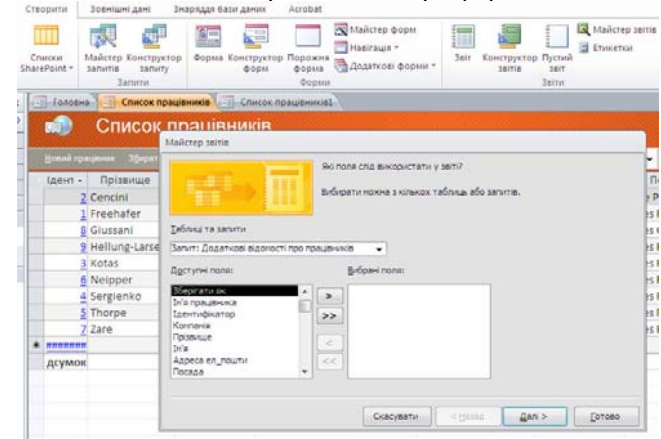 Створити Зовнішні дані Знаряддя бази даних Acrobat
Списки SharePoint
Майстер запитів
Конструктор запиту
Запити
Форма
Конструктор форм
Порожня форма
Майстер форм
Навігація
Додаткові форми
Форми
Звіт
Конструктор звітів
Пустий звіт
Майстер звітів
Етикетки
Звіти
Головна Список працівників Список працівників1
Список працівників
Новий працівник
Ідент Прізвище
2 Cencini
1 Freehafer
8 Giussani
9 Hellung-Larse
3 Kotas
6 Neipper
4 Sergienko
5 Thorpe
7 Zare
* #######
дсумок
Майстер звітів
Які поля слід використати у звіті?
Вибирати можна з кількох таблиць або запитів.
Таблиці та запити
Запит: Додаткові відомості про працівників
Доступні поля:
Вибрані поля:
Зберігати як
Ім'я працівника
Ідентифікатор
Компанія
Прізвище
Ім'я
Адреса ел_пошти
Посада
>
>>
<
<<
Скасувати < Назад Далі > Готово